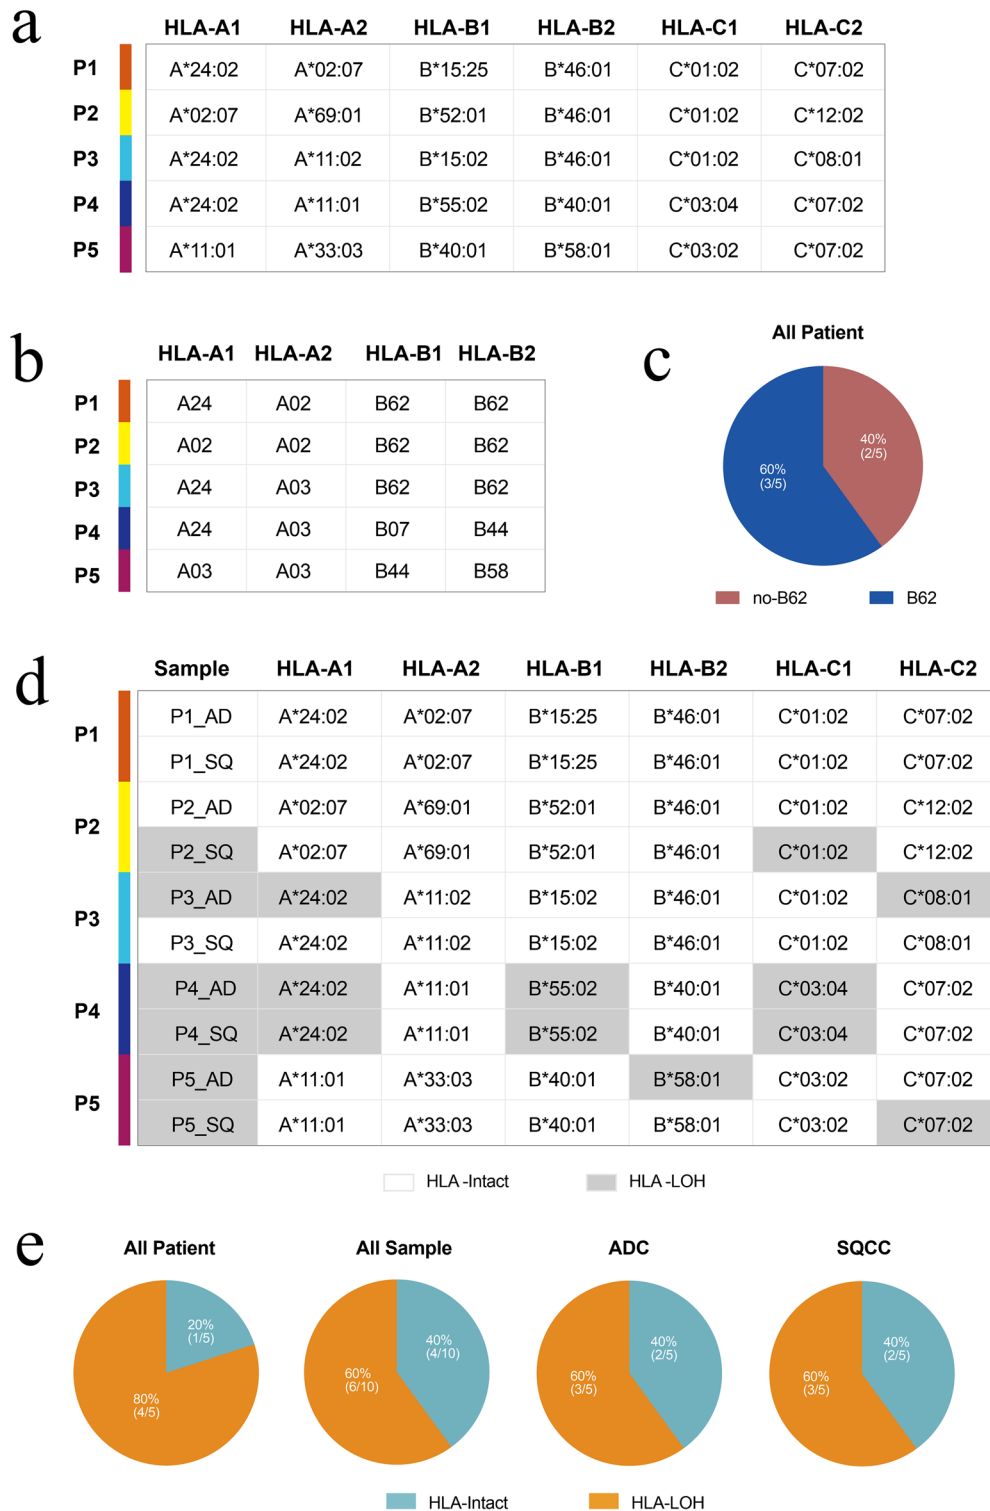 a
HLA-A1 HLA-A2 HLA-B1 HLA-B2 HLA-C1 HLA-C2
P1 A*24:02 A*02:07 B*15:25 B*46:01 C*01:02 C*07:02
P2 A*02:07 A*69:01 B*52:01 B*46:01 C*01:02 C*12:02
P3 A*24:02 A*11:02 B*15:02 B*46:01 C*01:02 C*08:01
P4 A*24:02 A*11:01 B*55:02 B*40:01 C*03:04 C*07:02
P5 A*11:01 A*33:03 B*40:01 B*58:01 C*03:02 C*07:02
b
HLA-A1 HLA-A2 HLA-B1 HLA-B2
P1 A24 A02 B62 B62
P2 A02 A02 B62 B62
P3 A24 A03 B62 B62
P4 A24 A03 B07 B44
P5 A03 A03 B44 B58
c
All Patient
40%
(2/5)
60%
(3/5)
no-B62 B62
d
Sample HLA-A1 HLA-A2 HLA-B1 HLA-B2 HLA-C1 HLA-C2
P1
P1_AD A*24:02 A*02:07 B*15:25 B*46:01 C*01:02 C*07:02
P1_SQ A*24:02 A*02:07 B*15:25 B*46:01 C*01:02 C*07:02
P2
P2_AD A*02:07 A*69:01 B*52:01 B*46:01 C*01:02 C*12:02
P2_SQ A*02:07 A*69:01 B*52:01 B*46:01 C*01:02 C*12:02
P3
P3_AD A*24:02 A*11:02 B*15:02 B*46:01 C*01:02 C*08:01
P3_SQ A*24:02 A*11:02 B*15:02 B*46:01 C*01:02 C*08:01
P4
P4_AD A*24:02 A*11:01 B*55:02 B*40:01 C*03:04 C*07:02
P4_SQ A*24:02 A*11:01 B*55:02 B*40:01 C*03:04 C*07:02
P5
P5_AD A*11:01 A*33:03 B*40:01 B*58:01 C*03:02 C*07:02
P5_SQ A*11:01 A*33:03 B*40:01 B*58:01 C*03:02 C*07:02
HLA-Intact HLA-LOH
e
All Patient All Sample ADC SQCC
20%
(1/5)
80%
(4/5)
40%
(4/10)
60%
(6/10)
40%
(2/5)
60%
(3/5)
40%
(2/5)
60%
(3/5)
HLA-Intact HLA-LOH